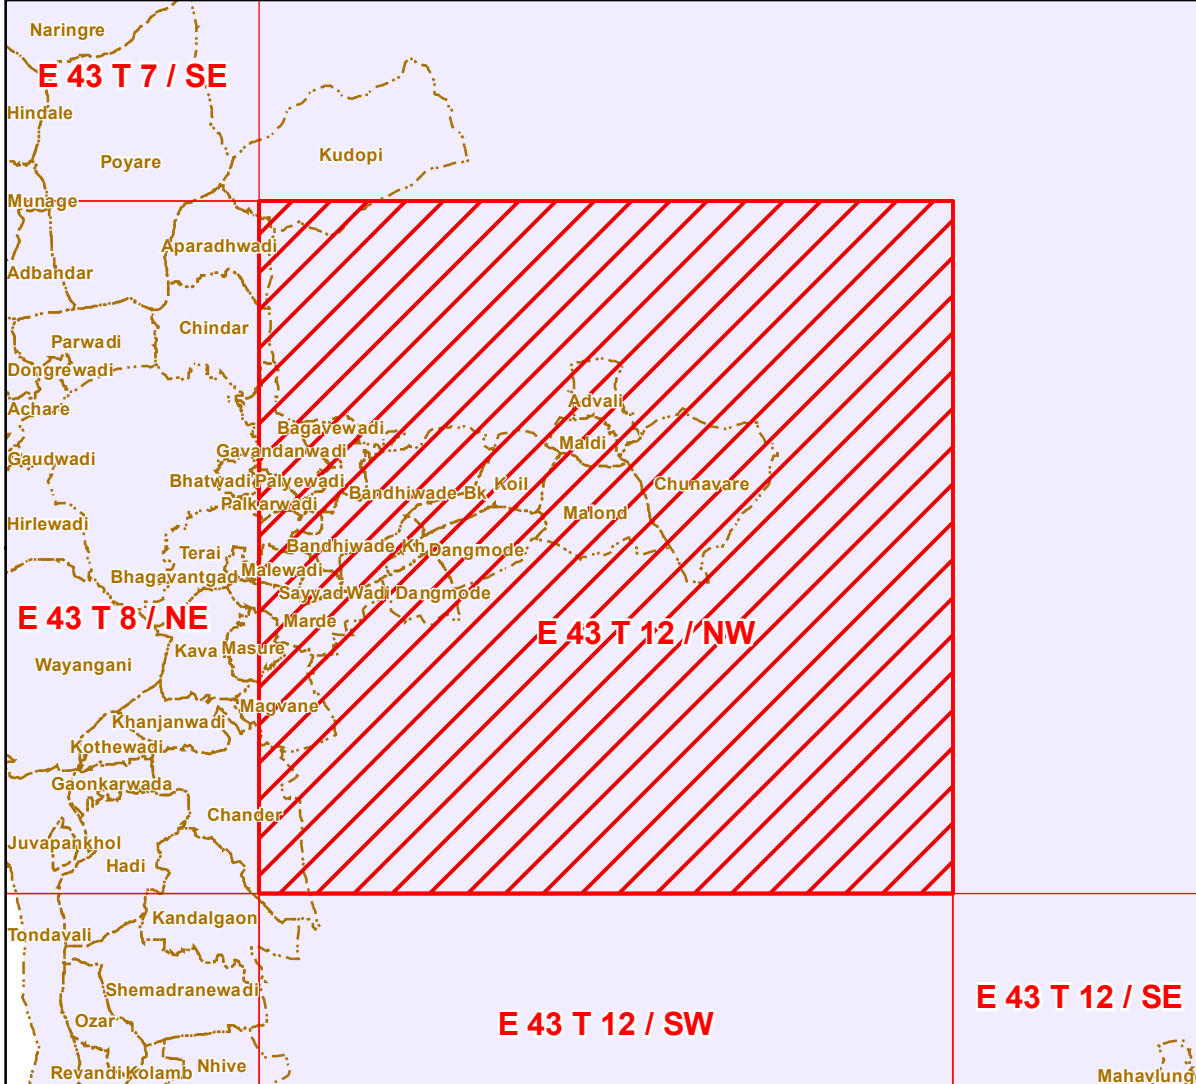 Naringre
E 43 T 7 / SE
Hindale
Kudopi
Poyare
Munage
Aparadhwadi
Adbandar
Chindar
Parwadi
Dongrewadi
Advali
Achare
Bagavewadi
Maldi
Gavandanwadi
Gaudwadi
Bhatwadi Palyewadi
Koil
Chunavare
Bandhiwade Bk
Palkarwadi
Malond
Hirlewadi
Bandhiwade Kh
Dangmode
Terai
Malewadi
Bhagavantgad
Sayyad Wadi Dangmode
E 43 T 8 / NE
Marde
E 43 T 12 / NW
Kava
Masure
Wayangani
Magvane
Khanjanwadi
Kothewadi
Gaonkarwada
Chander
Juvapankhol
Hadi
Kandalgaon
Tondavali
Shemadranewadi
E 43 T 12 / SE
Ozar
E 43 T 12 / SW
Nhive
Revandi
Kolamb
Mahavlung